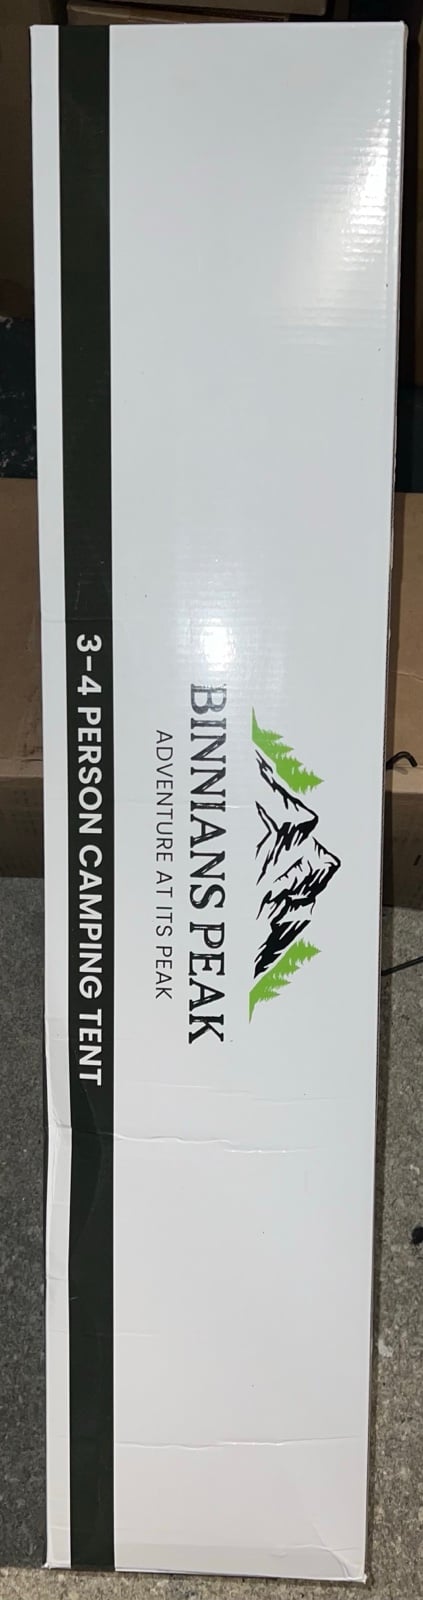 BINNIANS PEAK
ADVENTURE AT ITS PEAK
3-4 PERSON CAMPING TENT